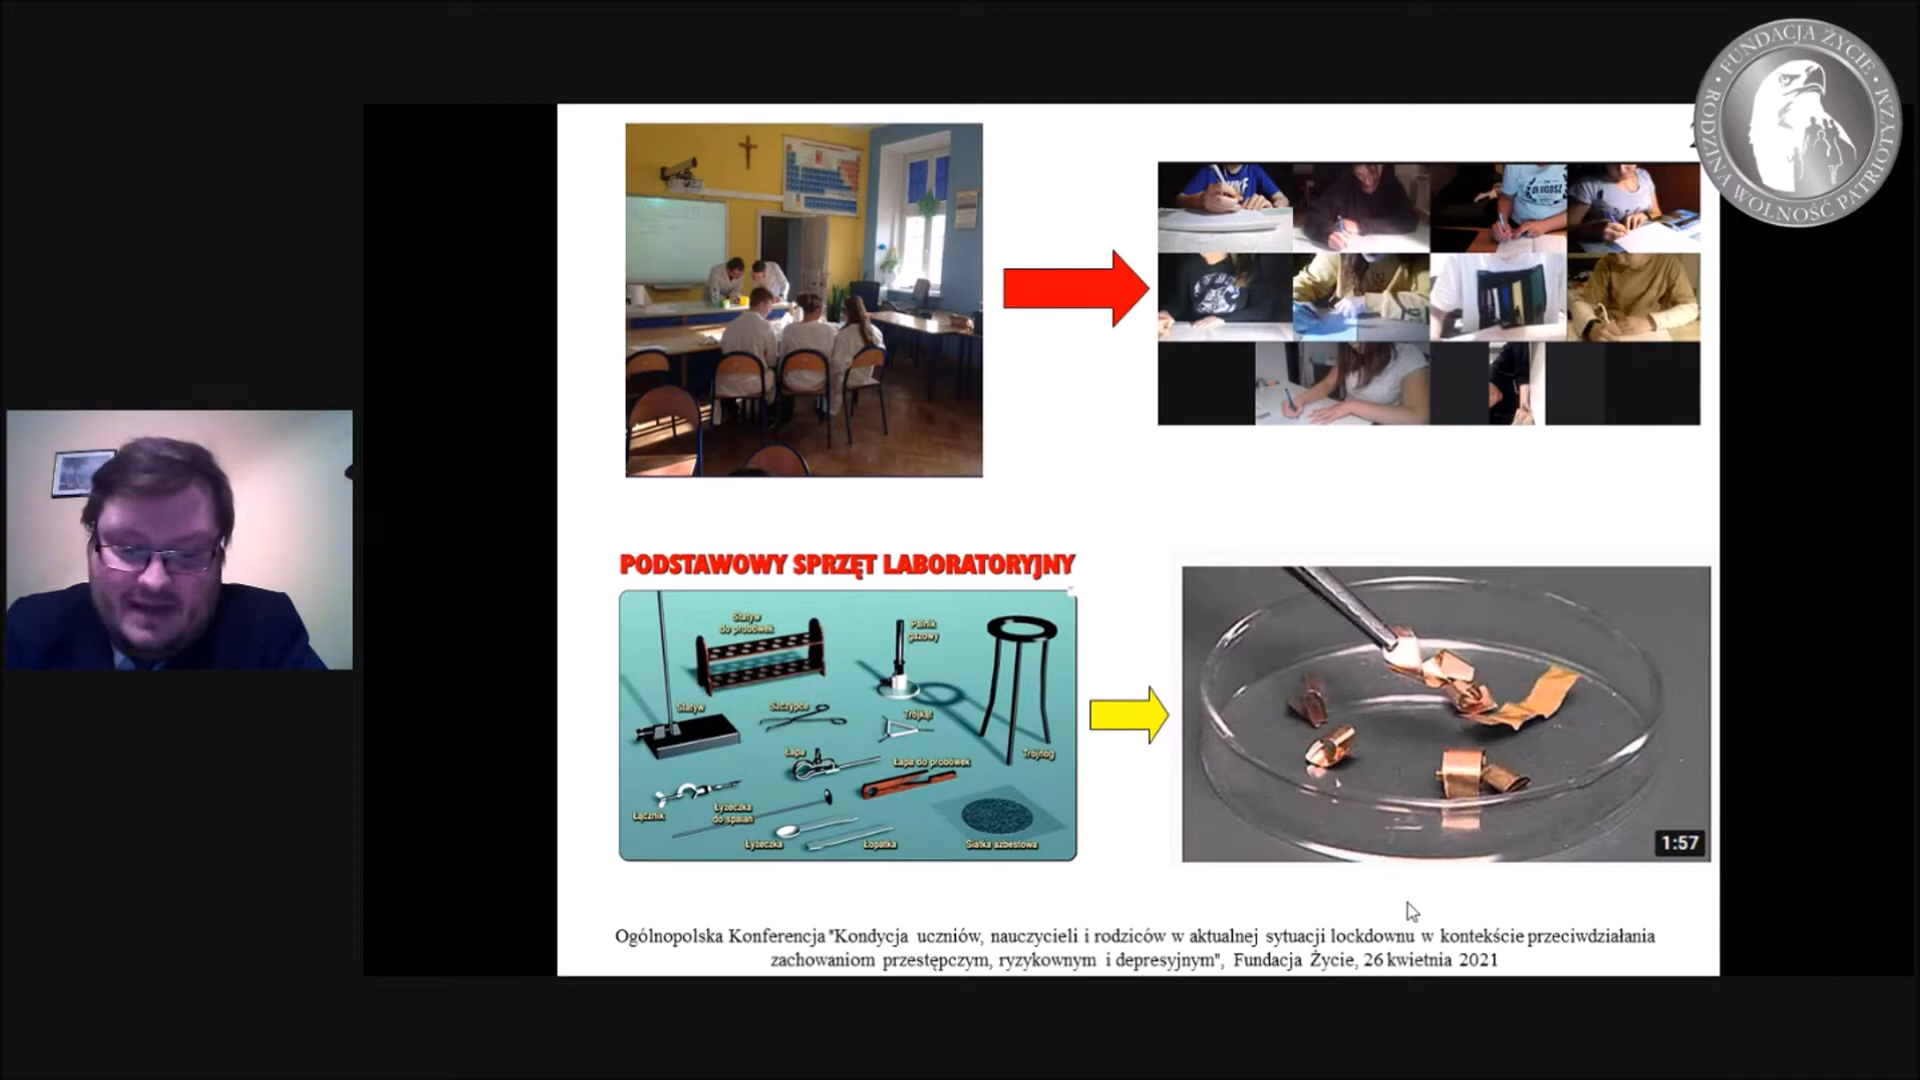 FUNDACJA ŻYCIE
RODZINA WOLNOŚĆ PATRIOTYZM
DŁUGOSZ
PODSTAWOWY SPRZĘT LABORATORYJNY
Statyw
do probówek
Palnik
gazowy
Statyw
Szczypce
Trójkąt
Łapa
Trójnóg
Łapa do probówek
Łącznik
Łyżeczka
do spalań
Łyżeczka
Łopatka
Siatka azbestowa
1:57
Ogólnopolska Konferencja "Kondycja uczniów, nauczycieli i rodziców w aktualnej sytuacji lockdownu w kontekście przeciwdziałania
zachowaniom przestępczym, ryzykownym i depresyjnym", Fundacja Życie, 26 kwietnia 2021